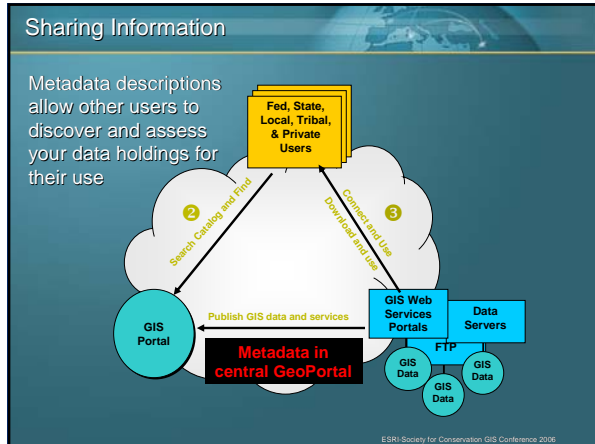 Sharing Information
Metadata descriptions
allow other users to
discover and assess
your data holdings for
their use
Fed, State,
Local, Tribal,
& Private
Users
2
Search Catalog and Find
3
Connect and Use
Download and use
GIS
Portal
Publish GIS data and services
Metadata in
central GeoPortal
GIS Web
Services
Portals
Data
Servers
FTP
GIS
Data
GIS
Data
GIS
Data
ESRI-Society for Conservation GIS Conference 2006